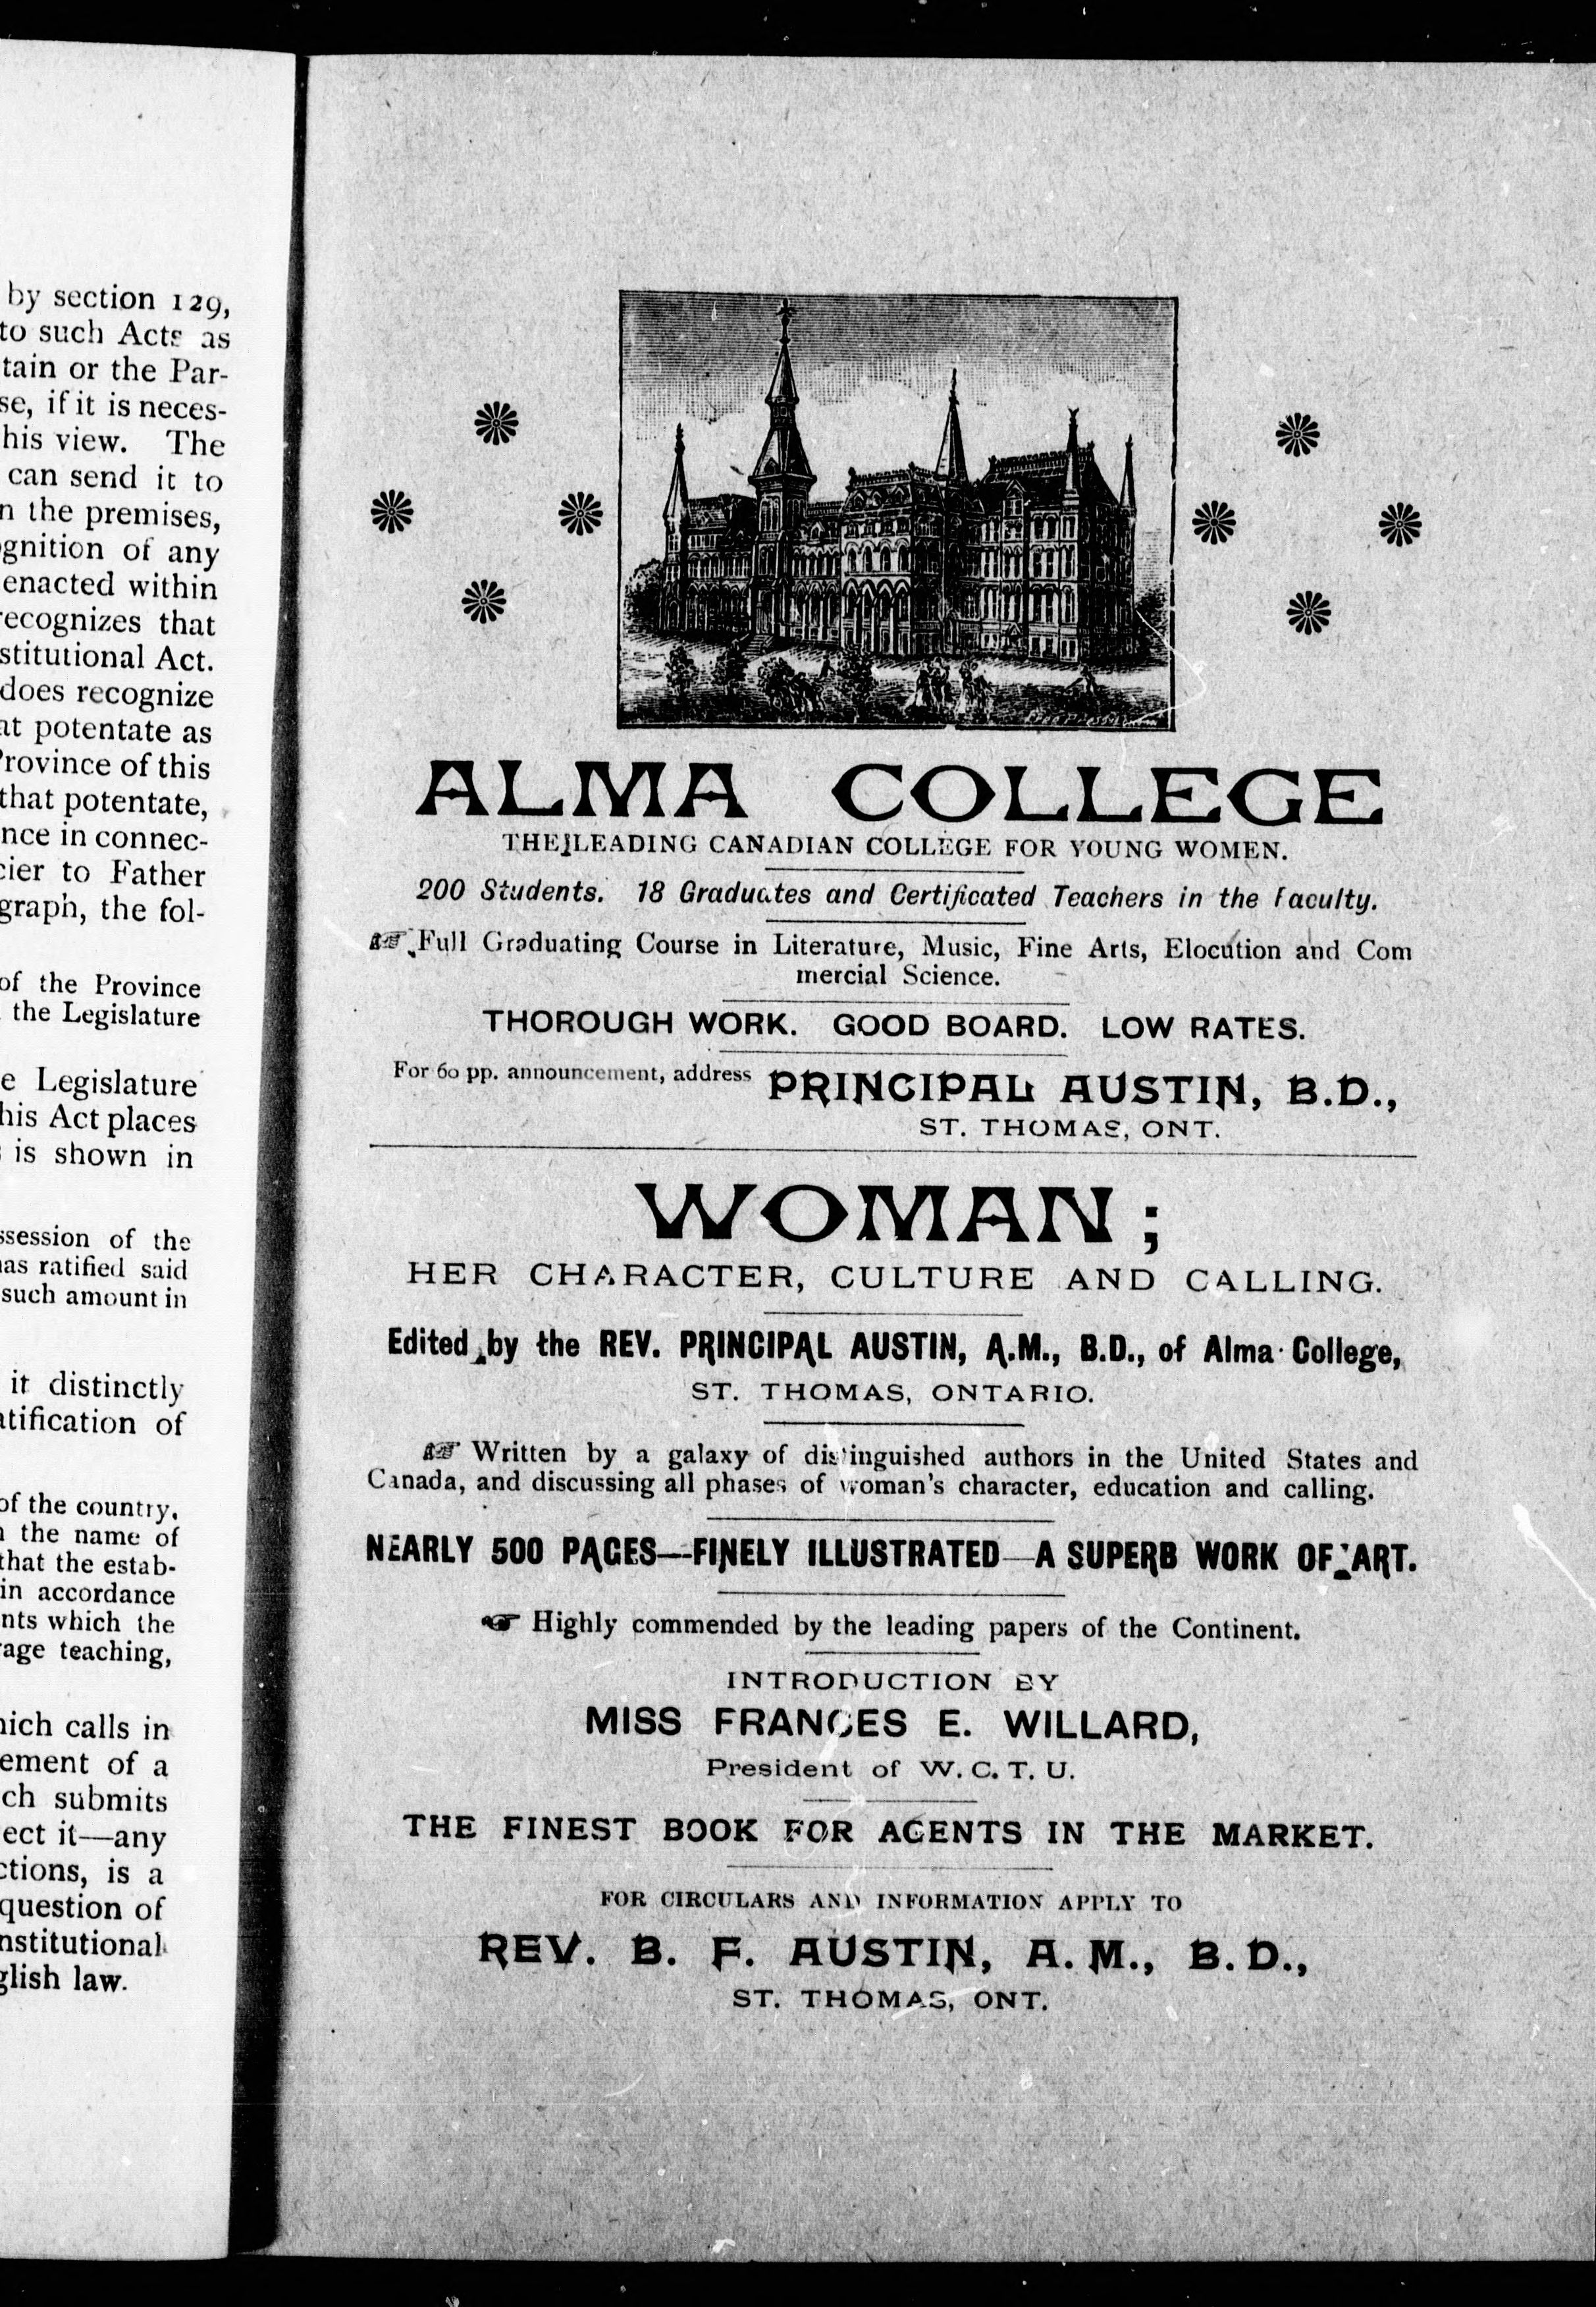 by section 129,
to such Acts as
tain or the Par-
se, if it is neces-
his view. The
can send it to
n the premises,
gnition of any
enacted within
recognizes that
stitutional Act.
does recognize
at potentate as
Province of this
that potentate,
nce in connec-
cier to Father
graph, the fol-
of the Province
the Legislature
e Legislature
his Act places
is shown in
ssession of the
has ratified said
such amount in
it distinctly
atification of
of the country,
the name of
that the estab-
in accordance
nts which the
rage teaching,
hich calls in
ement of a
ch submits
ect it—any
ctions, is a
question of
nstitutional
glish law.
ALMA COLLEGE
THE LEADING CANADIAN COLLEGE FOR YOUNG WOMEN.
200 Students. 18 Graduates and Certificated Teachers in the Faculty.
☞ Full Graduating Course in Literature, Music, Fine Arts, Elocution and Com
mercial Science.
THOROUGH WORK. GOOD BOARD. LOW RATES.
For 60 pp. announcement, address PRINCIPAL AUSTIN, B.D.,
ST. THOMAS, ONT.
WOMAN;
HER CHARACTER, CULTURE AND CALLING.
Edited by the REV. PRINCIPAL AUSTIN, A.M., B.D., of Alma College,
ST. THOMAS, ONTARIO.
☞ Written by a galaxy of distinguished authors in the United States and
Canada, and discussing all phases of woman's character, education and calling.
NEARLY 500 PAGES—FINELY ILLUSTRATED—A SUPERB WORK OF ART.
☞ Highly commended by the leading papers of the Continent.
INTRODUCTION BY
MISS FRANCES E. WILLARD,
President of W. C. T. U.
THE FINEST BOOK FOR AGENTS IN THE MARKET.
FOR CIRCULARS AND INFORMATION APPLY TO
REV. B. F. AUSTIN, A. M., B. D.,
ST. THOMAS, ONT.